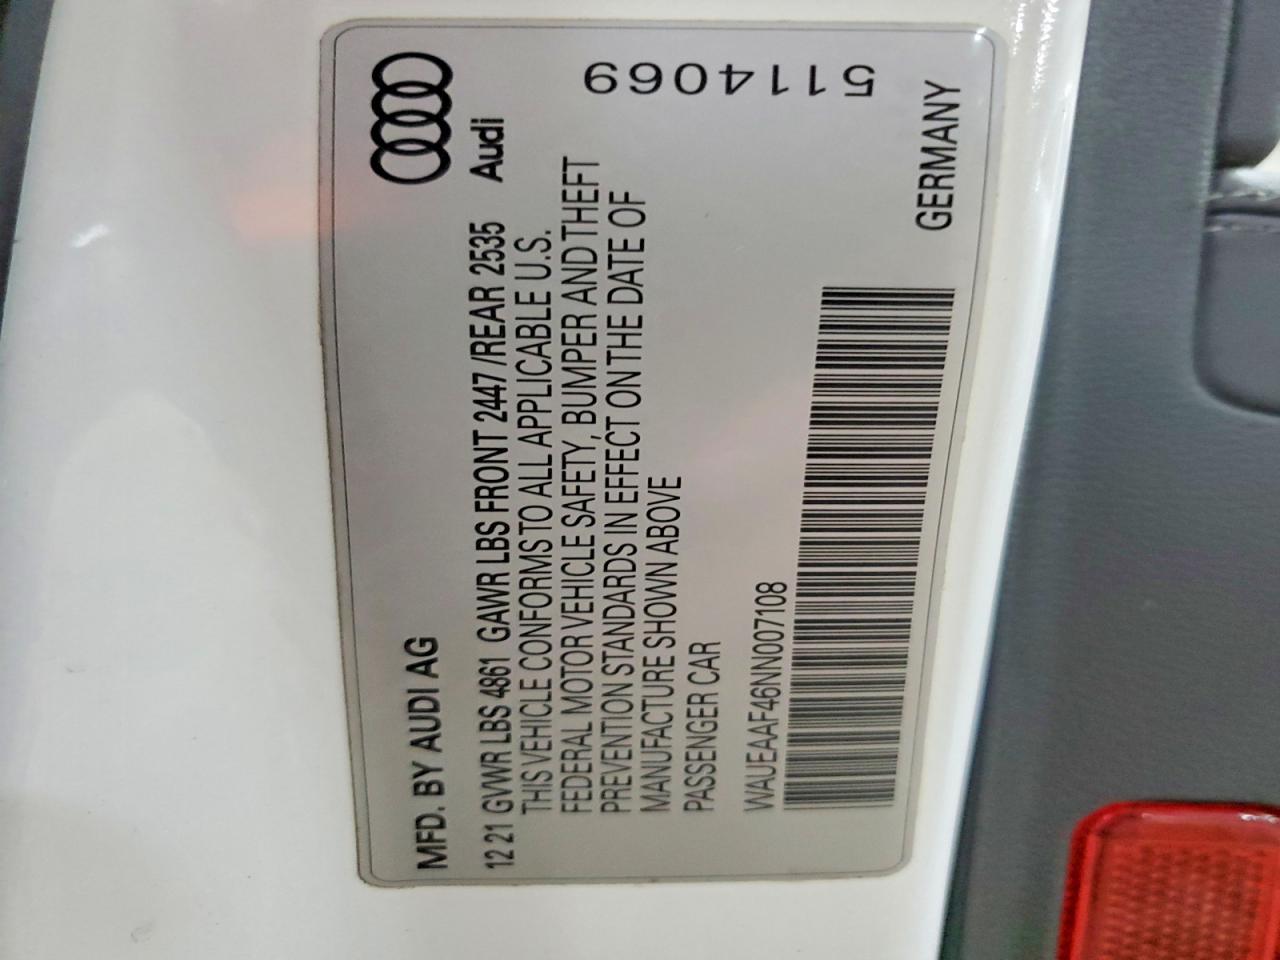 MFD. BY AUDI AG
12 21 GVWR LBS 4861 GAWR LBS FRONT 2447 /REAR 2535 Audi
THIS VEHICLE CONFORMS TO ALL APPLICABLE U.S.
FEDERAL MOTOR VEHICLE SAFETY, BUMPER AND THEFT
PREVENTION STANDARDS IN EFFECT ON THE DATE OF
MANUFACTURE SHOWN ABOVE
PASSENGER CAR
WAUEAAF46NN007108
GERMANY
5114069